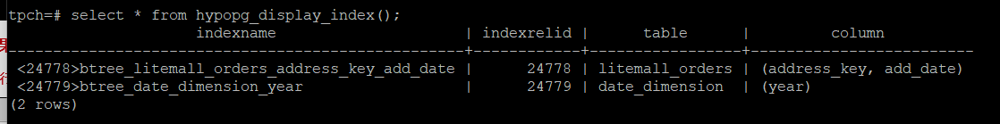 tpch=# select * from hypopg_display_index();
indexname | indexrelid | table | column
------------------------------------------------+------------+-----------------+-------------------------
<24778>btree_litemall_orders_address_key_add_date | 24778 | litemall_orders | (address_key, add_date)
<24779>btree_date_dimension_year | 24779 | date_dimension | (year)
(2 rows)